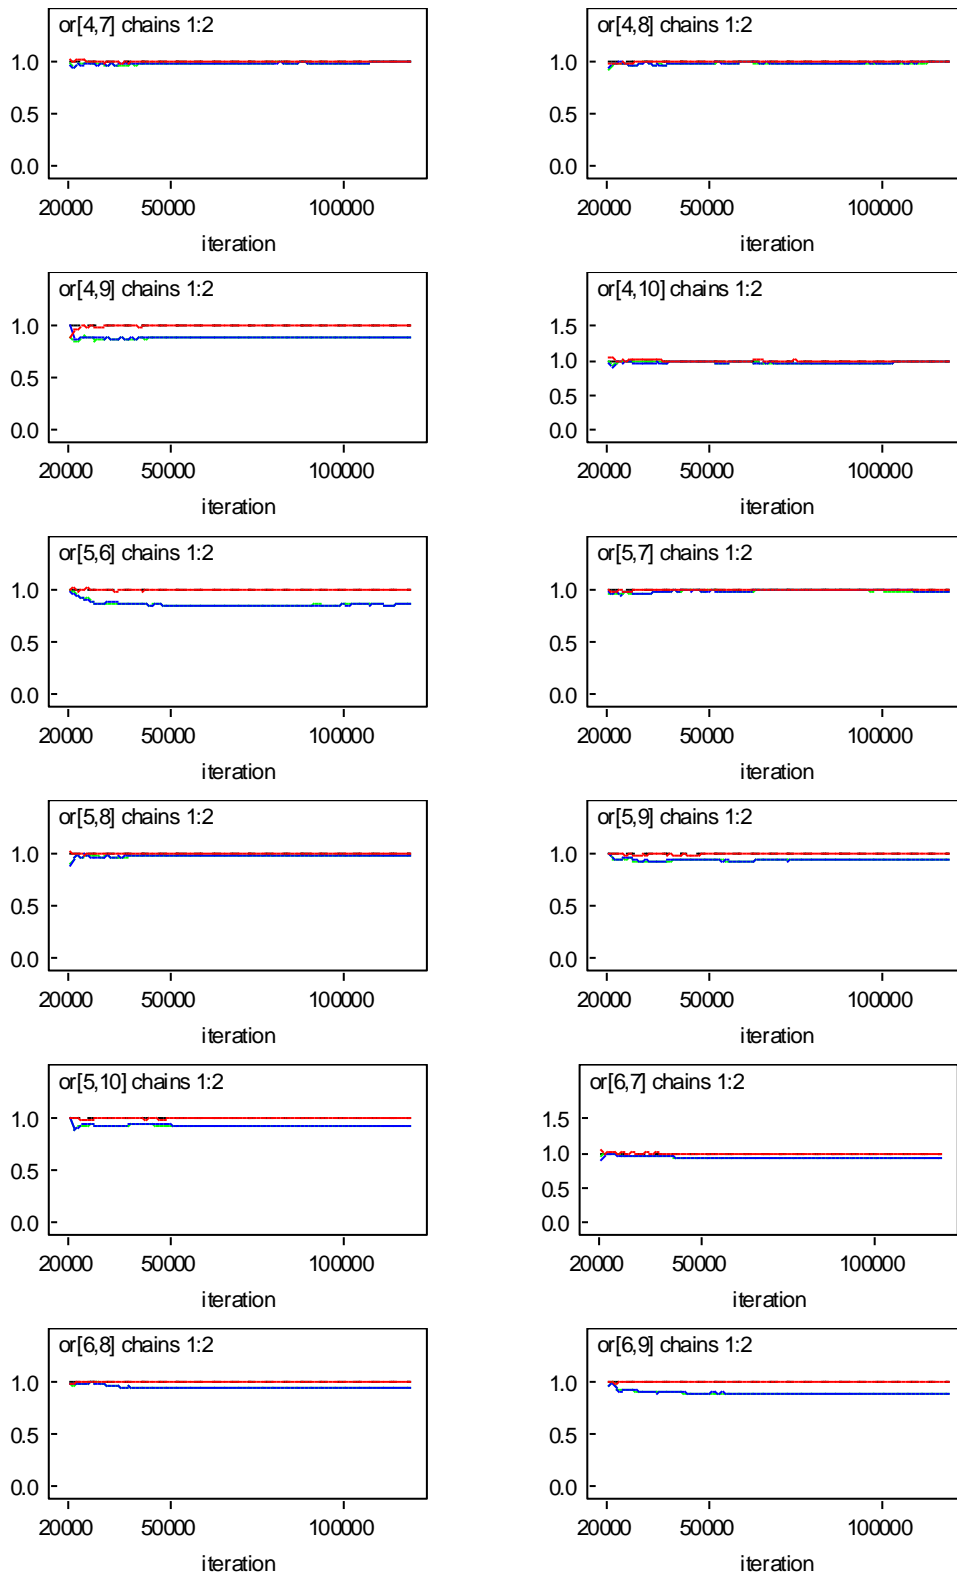 or[4,7] chains 1:2
1.0
0.5
0.0
20000 50000 100000
iteration
or[4,8] chains 1:2
1.0
0.5
0.0
20000 50000 100000
iteration
or[4,9] chains 1:2
1.0
0.5
0.0
20000 50000 100000
iteration
or[4,10] chains 1:2
1.5
1.0
0.5
0.0
20000 50000 100000
iteration
or[5,6] chains 1:2
1.0
0.5
0.0
20000 50000 100000
iteration
or[5,7] chains 1:2
1.0
0.5
0.0
20000 50000 100000
iteration
or[5,8] chains 1:2
1.0
0.5
0.0
20000 50000 100000
iteration
or[5,9] chains 1:2
1.0
0.5
0.0
20000 50000 100000
iteration
or[5,10] chains 1:2
1.0
0.5
0.0
20000 50000 100000
iteration
or[6,7] chains 1:2
1.5
1.0
0.5
0.0
20000 50000 100000
iteration
or[6,8] chains 1:2
1.0
0.5
0.0
20000 50000 100000
iteration
or[6,9] chains 1:2
1.0
0.5
0.0
20000 50000 100000
iteration